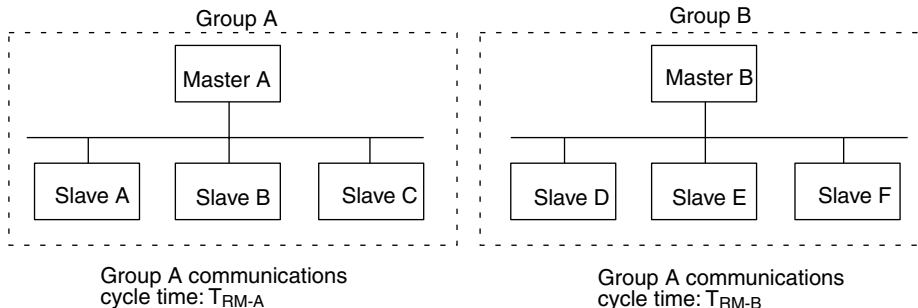 Group A
Group B
Master A
Master B
Slave A
Slave B
Slave C
Slave D
Slave E
Slave F
Group A communications
cycle time: TRM-A
Group A communications
cycle time: TRM-B